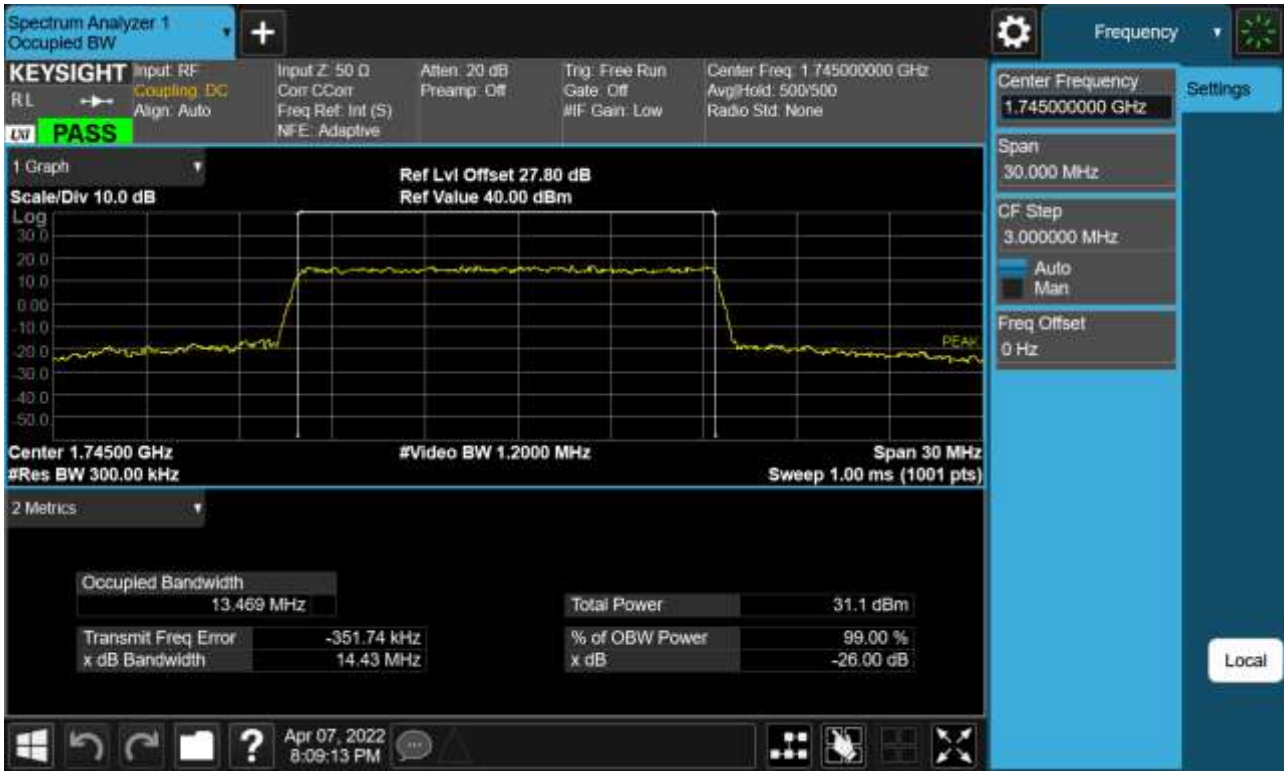 Spectrum Analyzer 1
Occupied BW
Frequency
KEYSIGHT
RL
PASS
Input: RF
Coupling: DC
Align: Auto
Input Z: 50 Ω
Corr CCorr
Freq Ref: Int (S)
NFE: Adaptive
Atten: 20 dB
Preamp: Off
Trig: Free Run
Gate: Off
#IF Gain: Low
Center Freq: 1.745000000 GHz
Avg|Hold: 500/500
Radio Std: None
1 Graph
Scale/Div 10.0 dB
Ref Lvl Offset 27.80 dB
Ref Value 40.00 dBm
Log
30.0
20.0
10.0
0.00
-10.0
-20.0
-30.0
-40.0
-50.0
PEAK
Center 1.74500 GHz
#Video BW 1.2000 MHz
Span 30 MHz
#Res BW 300.00 kHz
Sweep 1.00 ms (1001 pts)
2 Metrics
Occupied Bandwidth
13.469 MHz
Total Power 31.1 dBm
Transmit Freq Error -351.74 kHz
% of OBW Power 99.00 %
x dB Bandwidth 14.43 MHz
x dB -26.00 dB
Apr 07, 2022
8:09:13 PM
Center Frequency
1.745000000 GHz
Settings
Span
30.000 MHz
CF Step
3.000000 MHz
Auto
Man
Freq Offset
0 Hz
Local